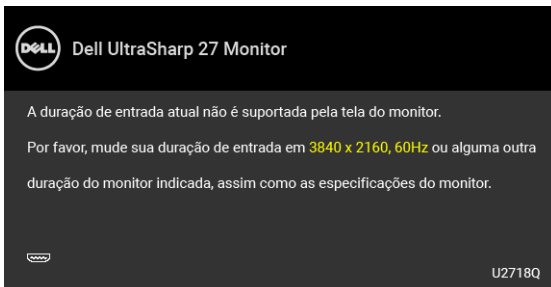 DELL
Dell UltraSharp 27 Monitor
A duração de entrada atual não é suportada pela tela do monitor.
Por favor, mude sua duração de entrada em 3840 x 2160, 60Hz ou alguma outra
duração do monitor indicada, assim como as especificações do monitor.
U2718Q